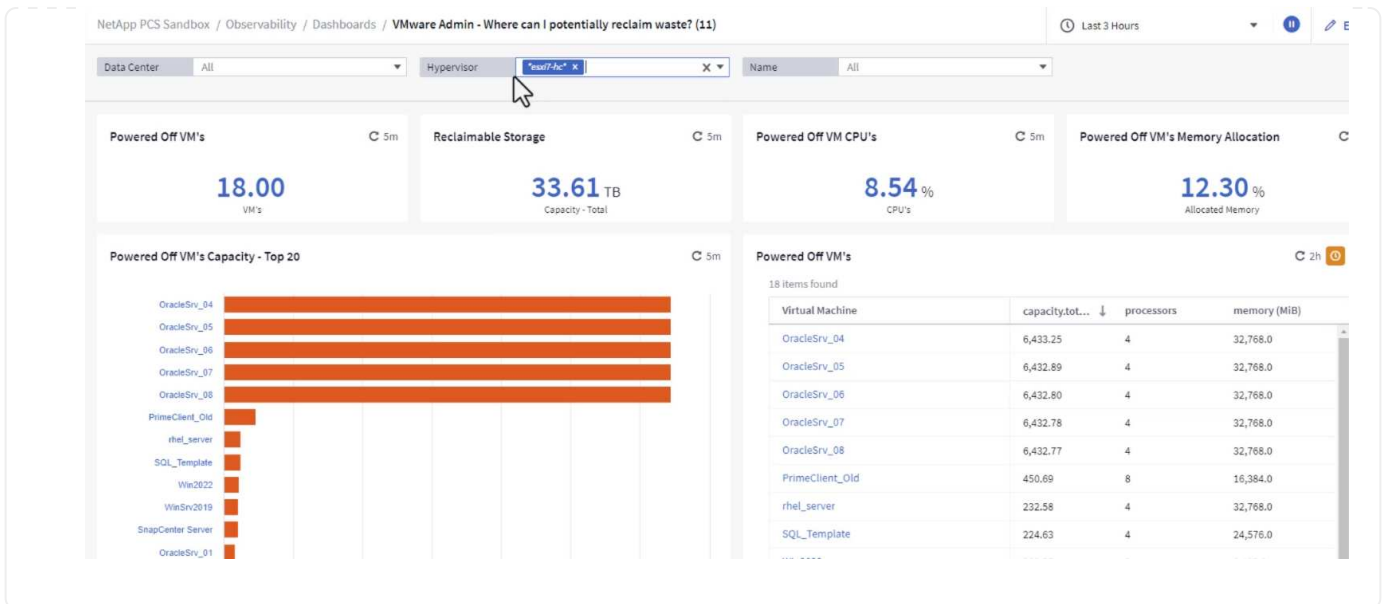 NetApp PCS Sandbox / Observability / Dashboards / VMware Admin - Where can I potentially reclaim waste? (11)
Last 3 Hours
E
Data Center All
Hypervisor "esxi7-hc" X
Name All
Powered Off VM's 5m
18.00
VM's
Reclaimable Storage 5m
33.61 TB
Capacity - Total
Powered Off VM CPU's 5m
8.54 %
CPU's
Powered Off VM's Memory Allocation
12.30 %
Allocated Memory
Powered Off VM's Capacity - Top 20 5m
OracleSrv_04
OracleSrv_05
OracleSrv_06
OracleSrv_07
OracleSrv_08
PrimeClient_Old
rhel_server
SQL_Template
Win2022
WinSrv2019
SnapCenter Server
OracleSrv_01
Powered Off VM's 2h
18 items found
Virtual Machine capacity.tot... ↓ processors memory (MiB)
OracleSrv_04 6,433.25 4 32,768.0
OracleSrv_05 6,432.89 4 32,768.0
OracleSrv_06 6,432.80 4 32,768.0
OracleSrv_07 6,432.78 4 32,768.0
OracleSrv_08 6,432.77 4 32,768.0
PrimeClient_Old 450.69 8 16,384.0
rhel_server 232.58 4 32,768.0
SQL_Template 224.63 4 24,576.0